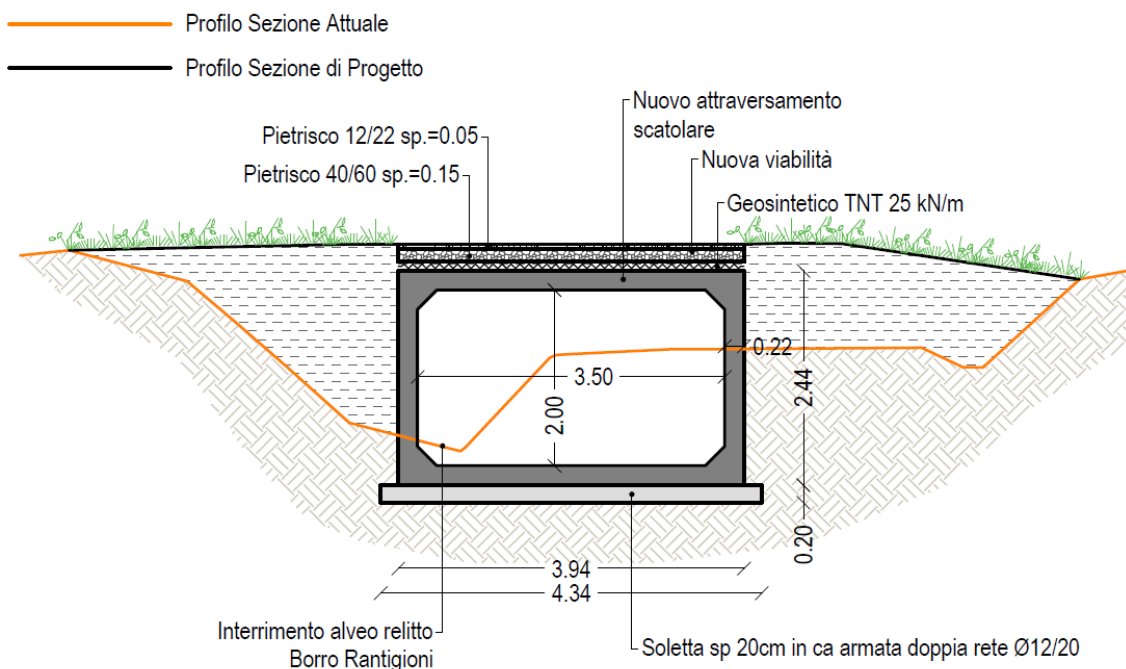 Profilo Sezione Attuale
Profilo Sezione di Progetto
Nuovo attraversamento
scatolare
Pietrisco 12/22 sp.=0.05
Nuova viabilità
Pietrisco 40/60 sp.=0.15
Geosintetico TNT 25 kN/m
0.22
3.50
2.00
2.44
0.20
3.94
4.34
Interrimento alveo relitto
Borro Rantigioni
Soletta sp 20cm in ca armata doppia rete Ø12/20